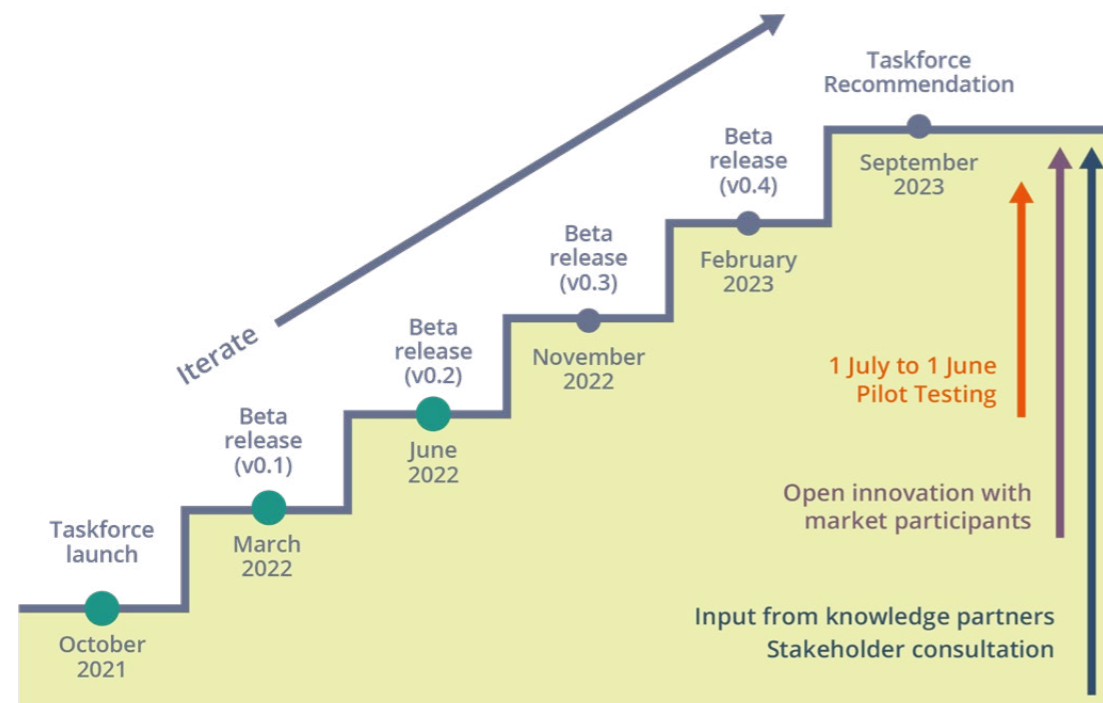 Taskforce
Recommendation
September
2023
Beta
release
(v0.4)
February
2023
Beta
release
(v0.3)
November
2022
Iterate
Beta
release
(v0.2)
June
2022
Beta
release
(v0.1)
March
2022
Taskforce
launch
October
2021
1 July to 1 June
Pilot Testing
Open innovation with
market participants
Input from knowledge partners
Stakeholder consultation